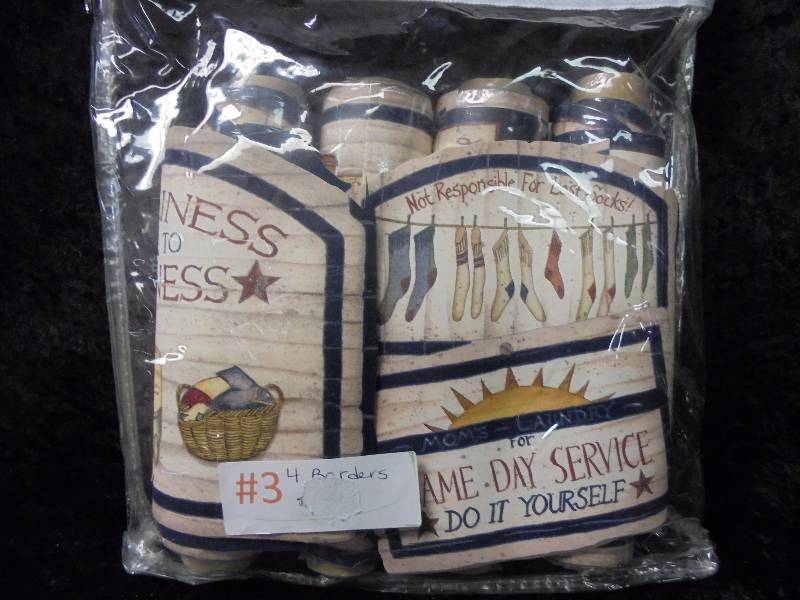 INESS
TO
NESS
Not Responsible For Lost Socks!
MOM'S - LAUNDRY
FOR
AME DAY SERVICE
DO IT YOURSELF
#3 4 Borders